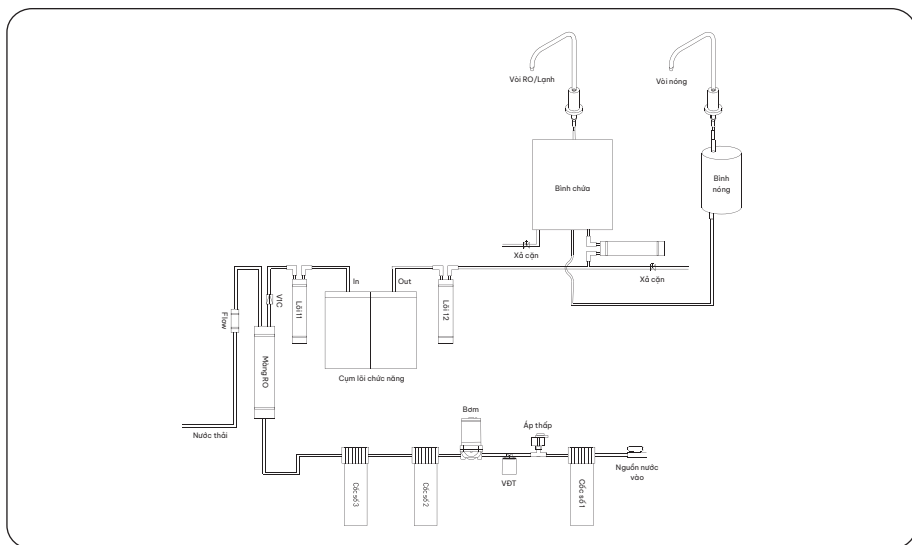 Vòi RO/Lạnh
Vòi nóng
Bình chứa
Bình
nóng
Xả cặn
Xả cặn
In
Out
V1C
Lõi 11
Lõi 12
Flow
Màng RO
Cụm lõi chức năng
Nước thải
Bơm
Áp thấp
VĐT
Cốc số 3
Cốc số 2
Cốc số 1
Nguồn nước
vào